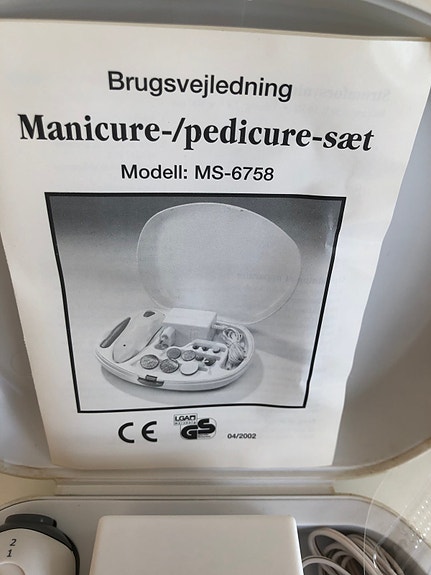 Brugsvejledning
Manicure-/pedicure-sæt
Modell: MS-6758
CE
LGA
GS
04/2002
2
1